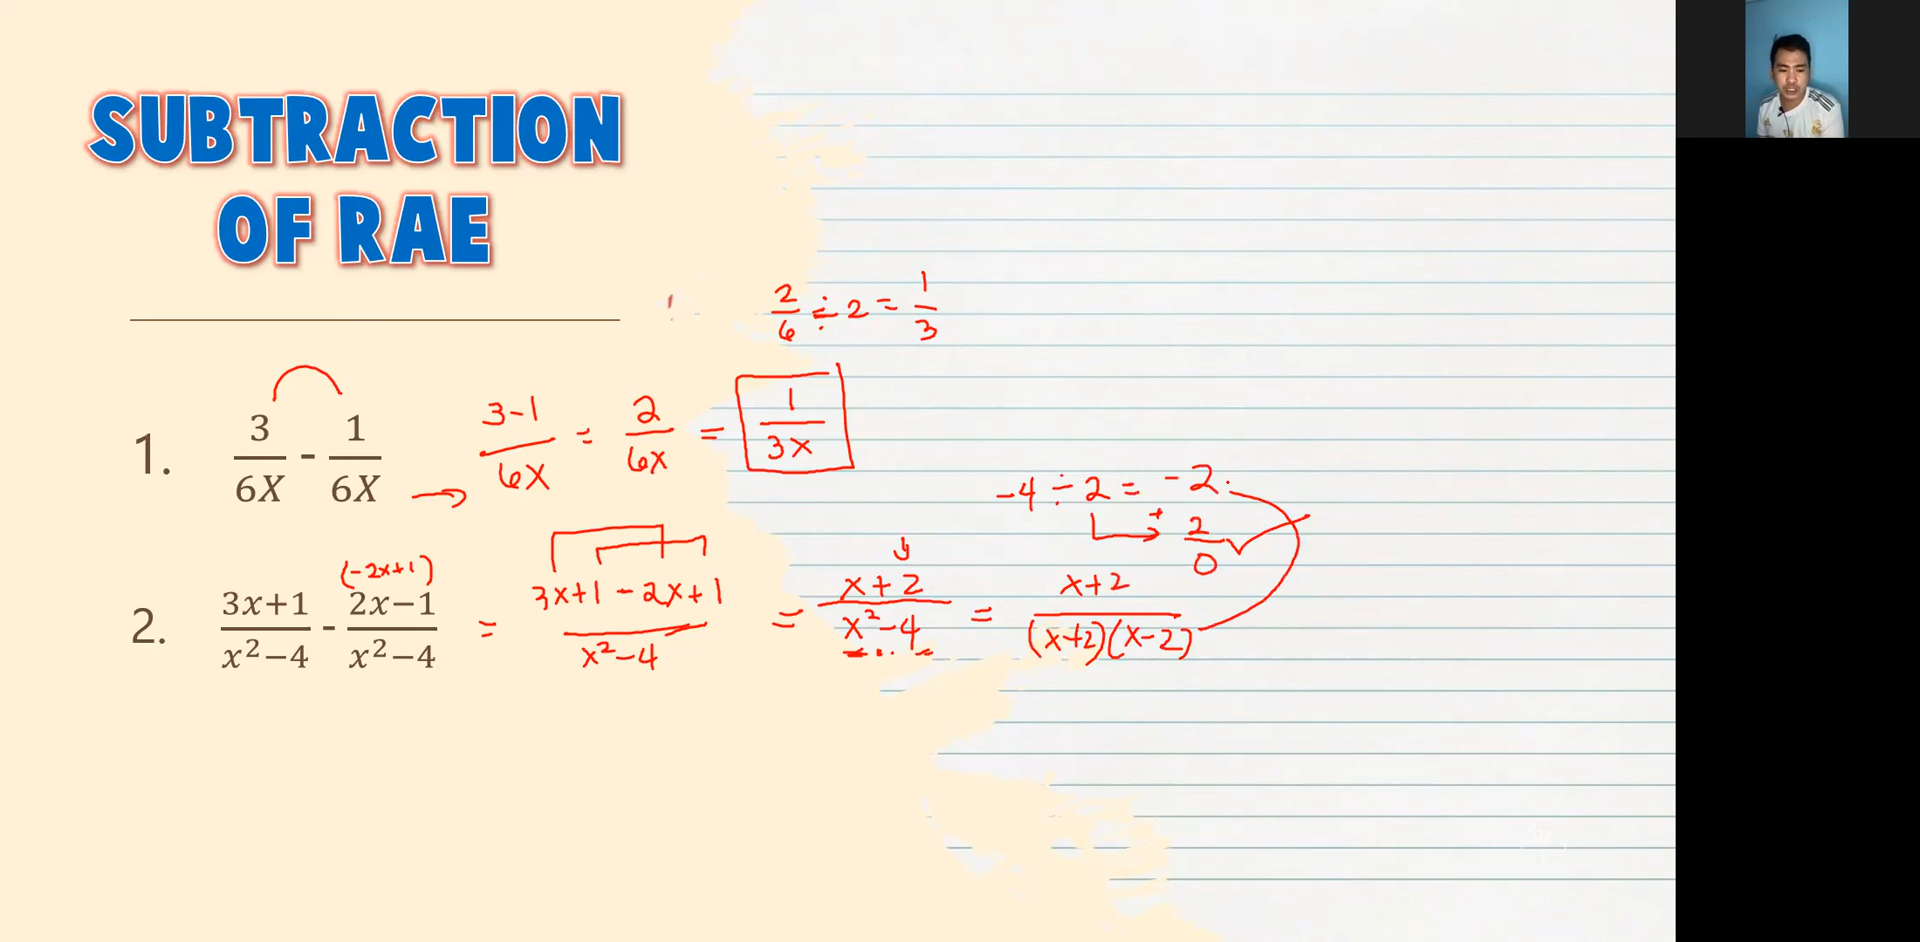 SUBTRACTION
OF RAE
2/6 ÷ 2 = 1/3
1. 3/6X - 1/6X → 3-1/6X = 2/6X = 1/3X
-4 ÷ 2 = -2
+ 2/0
(-2x+1)
2. 3x+1/x²-4 - 2x-1/x²-4 = 3x+1-2x+1/x²-4 = x+2/x²-4 = x+2/(x+2)(x-2)